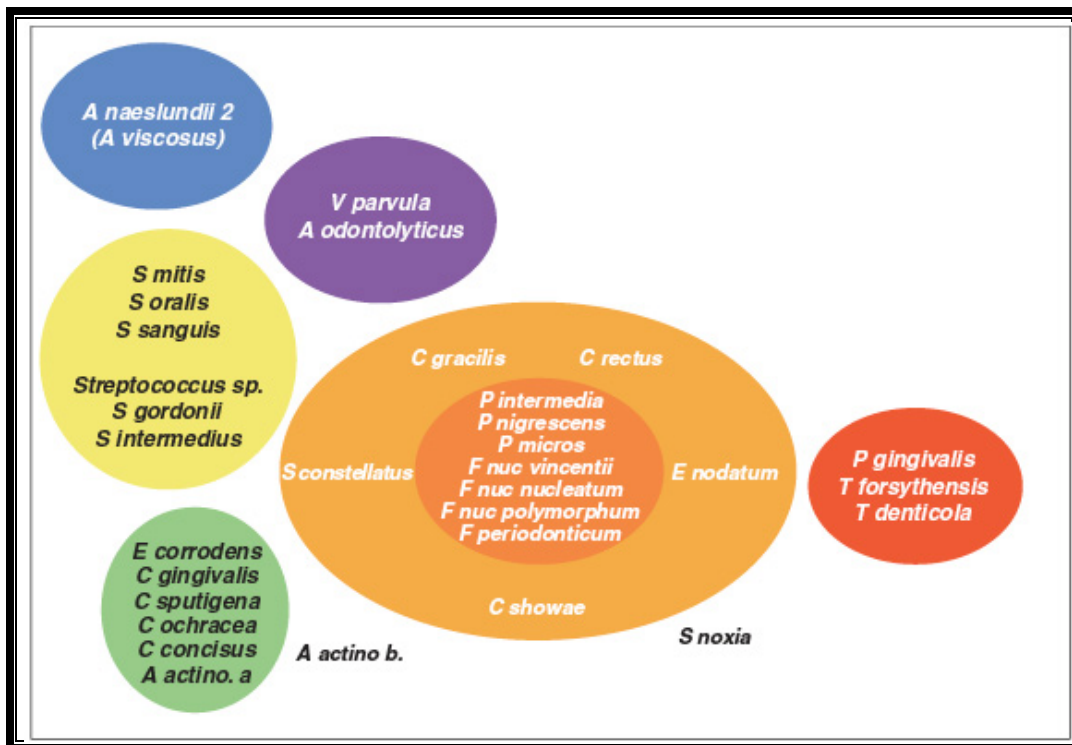 A naeslundii 2
(A viscosus)
V parvula
A odontolyticus
S mitis
S oralis
S sanguis
Streptococcus sp.
S gordonii
S intermedius
C gracilis
C rectus
P intermedia
P nigrescens
P micros
F nuc vincentii
F nuc nucleatum
F nuc polymorphum
F periodonticum
S constellatus
E nodatum
C showae
P gingivalis
T forsythensis
T denticola
E corrodens
C gingivalis
C sputigena
C ochracea
C concisus
A actino. a
A actino b.
S noxia